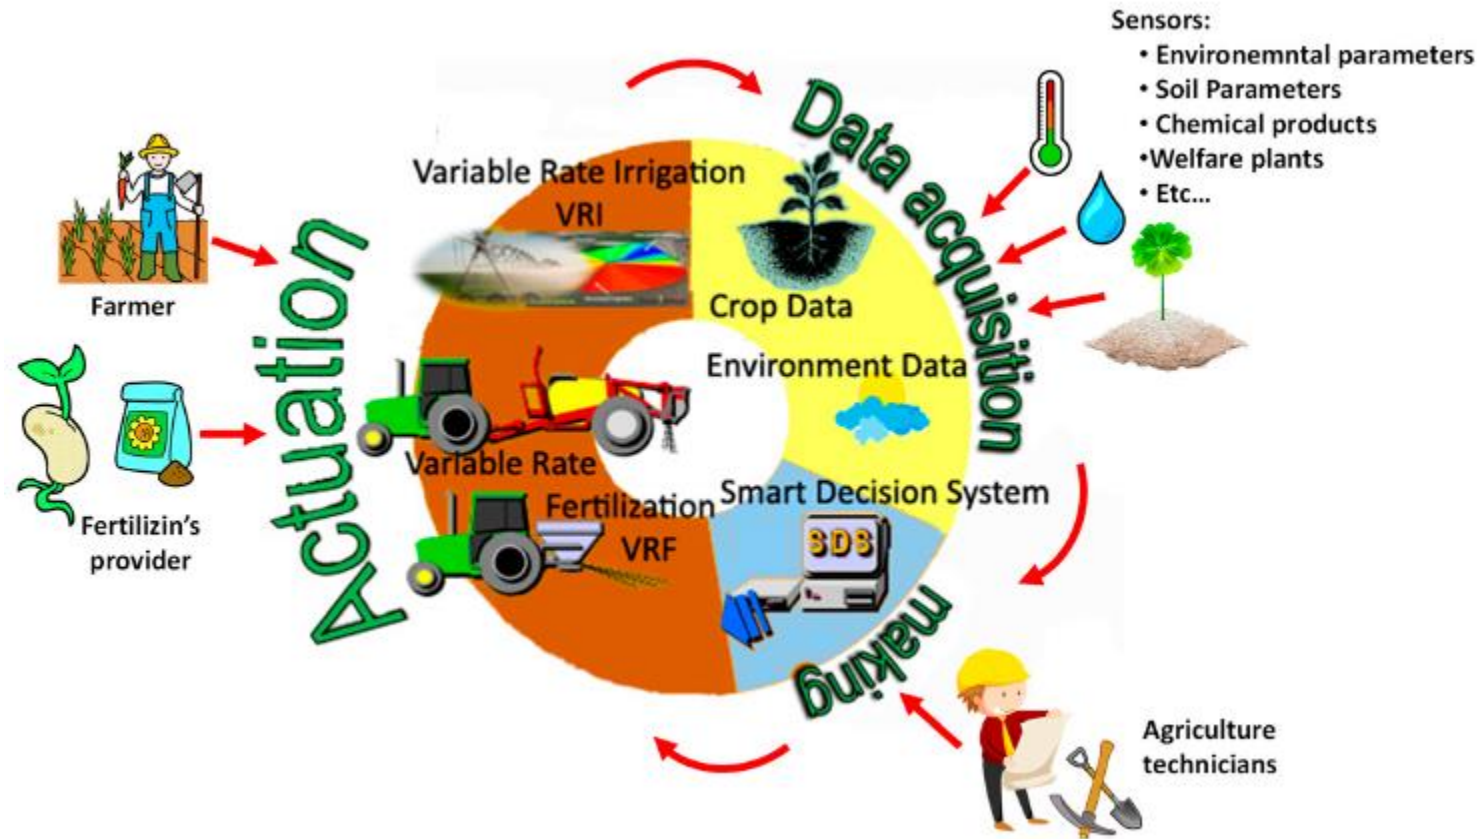 Sensors:
• Environemntal parameters
• Soil Parameters
• Chemical products
•Welfare plants
• Etc...
Data acquisition
Variable Rate Irrigation
VRI
Crop Data
Environment Data
Farmer
Actuation
Variable Rate
Fertilization
VRF
Smart Decision System
SDS
Fertilizin's
provider
making
Agriculture
technicians